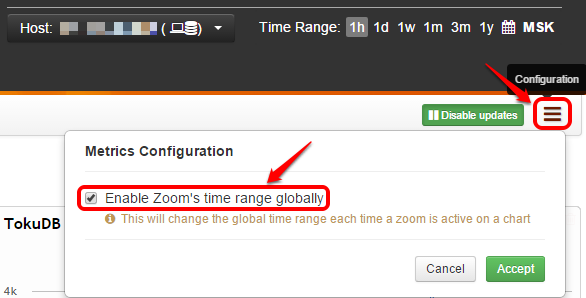 Host: ( ) Time Range: 1h 1d 1w 1m 3m 1y MSK
Configuration
Disable updates
Metrics Configuration
Enable Zoom's time range globally
This will change the global time range each time a zoom is active on a chart
TokuDB
Cancel Accept
4k